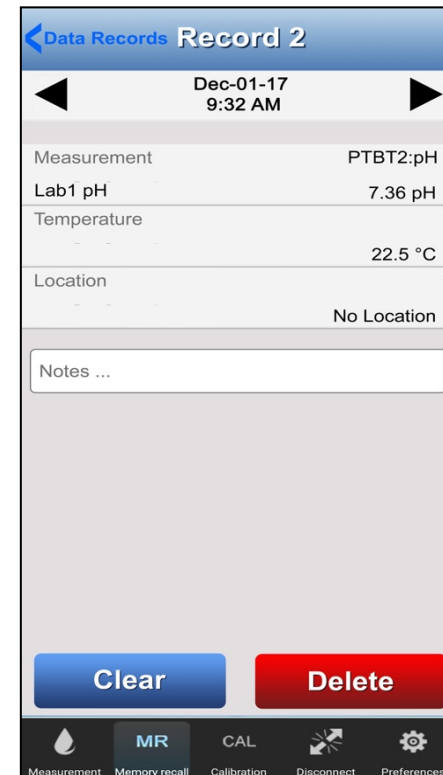 Data Records Record 2
Dec-01-17
9:32 AM
Measurement PTBT2:pH
Lab1 pH 7.36 pH
Temperature
22.5 °C
Location
No Location
Notes ...
Clear Delete
MR CAL
Measurement Memory recall Calibration Disconnect Preferences